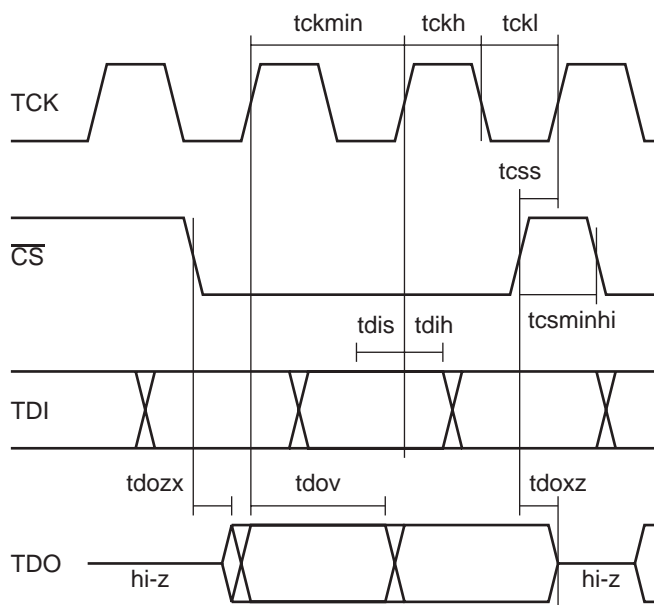 tckmin tckh tckl
TCK
tcss
CS
tcsminhi
tdis tdih
TDI
tdozx tdov tdoxz
TDO
hi-z hi-z